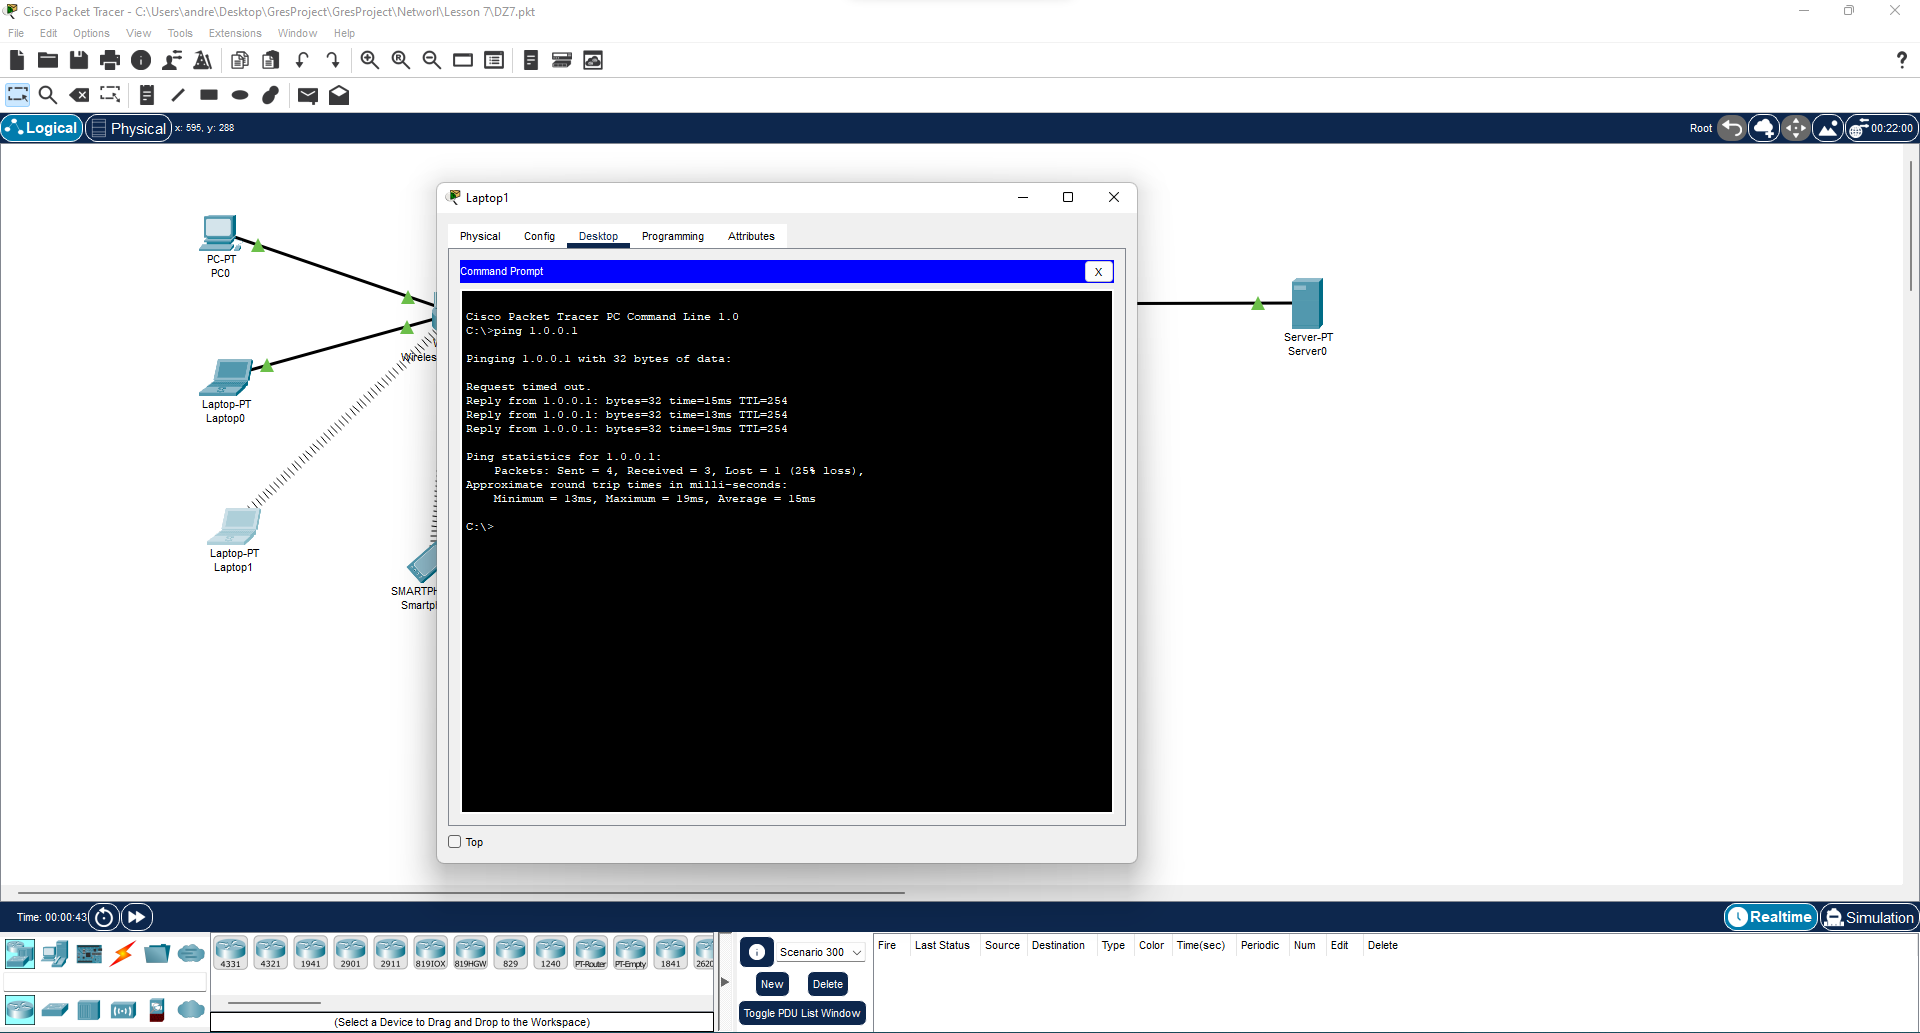 Cisco Packet Tracer - C:\Users\andre\Desktop\GresProject\GresProject\Networl\Lesson 7\DZ7.pkt
File Edit Options View Tools Extensions Window Help
Logical Physical x: 595, y: 288 Root 00:22:00
PC-PT
PC0
Laptop-PT
Laptop0
Wireles
Laptop-PT
Laptop1
SMARTPH
Smartpl
Laptop1
Physical Config Desktop Programming Attributes
Command Prompt X
Cisco Packet Tracer PC Command Line 1.0
C:\>ping 1.0.0.1
Pinging 1.0.0.1 with 32 bytes of data:
Request timed out.
Reply from 1.0.0.1: bytes=32 time=15ms TTL=254
Reply from 1.0.0.1: bytes=32 time=13ms TTL=254
Reply from 1.0.0.1: bytes=32 time=19ms TTL=254
Ping statistics for 1.0.0.1:
Packets: Sent = 4, Received = 3, Lost = 1 (25% loss),
Approximate round trip times in milli-seconds:
Minimum = 13ms, Maximum = 19ms, Average = 15ms
C:\>
Top
Server-PT
Server0
Time: 00:00:43 Realtime Simulation
4331 4321 1941 2901 2911 819IOX 819HGW 829 1240 PT-Router PT-Empty 1841 2620
(Select a Device to Drag and Drop to the Workspace)
Scenario 300
New Delete
Toggle PDU List Window
Fire Last Status Source Destination Type Color Time(sec) Periodic Num Edit Delete